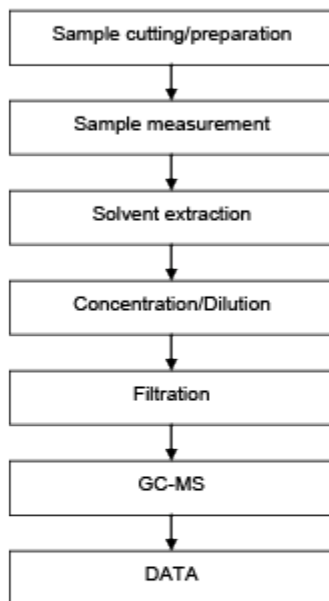 Sample cutting/preparation
Sample measurement
Solvent extraction
Concentration/Dilution
Filtration
GC-MS
DATA